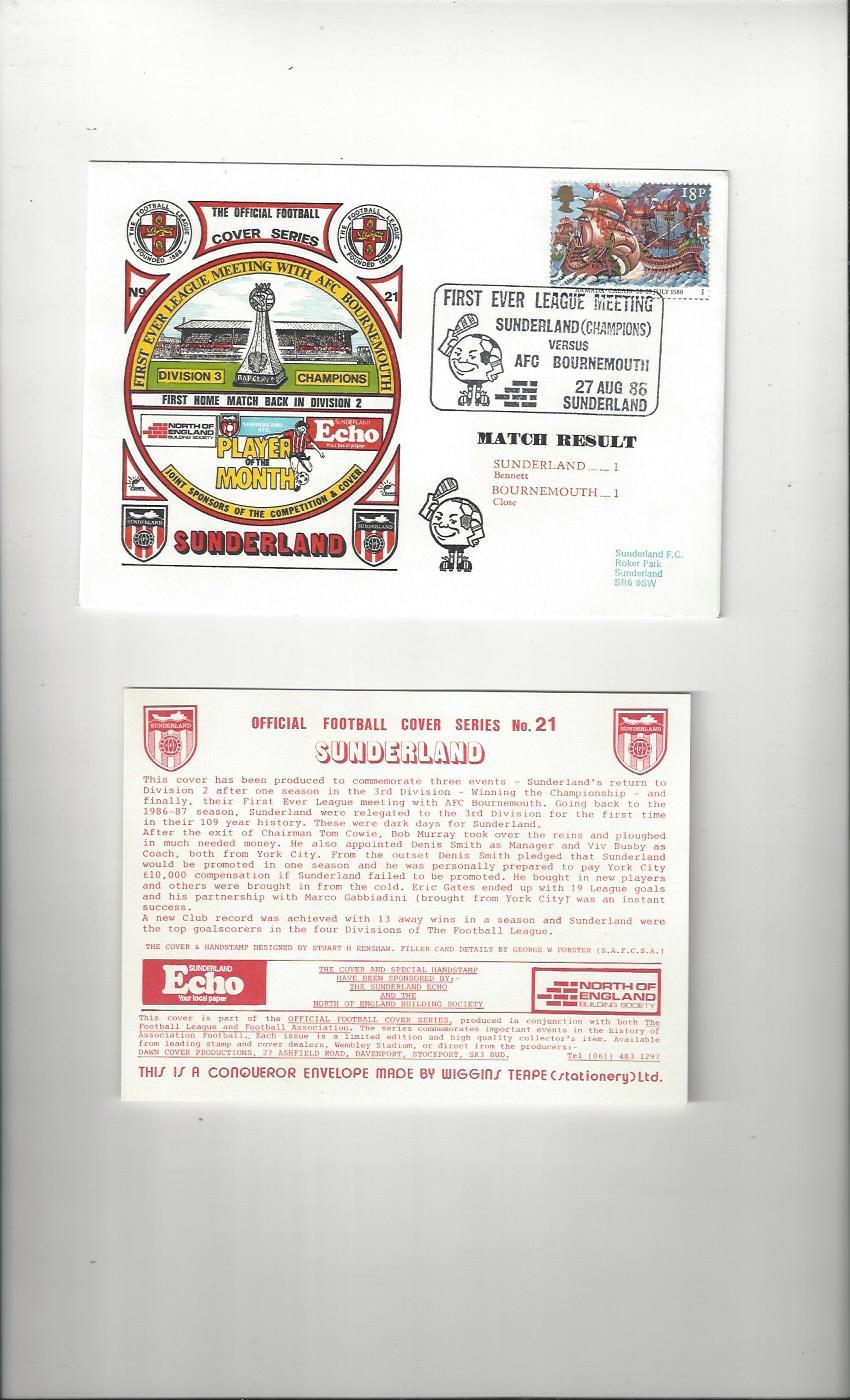 THE FOOTBALL LEAGUE
FOUNDED 1888
THE OFFICIAL FOOTBALL
COVER SERIES
THE FOOTBALL LEAGUE
FOUNDED 1888
Nº
21
FIRST EVER LEAGUE MEETING WITH AFC BOURNEMOUTH
DIVISION 3
BARCLAYS
CHAMPIONS
FIRST HOME MATCH BACK IN DIVISION 2
NORTH OF
ENGLAND
BUILDING SOCIETY
SUNDERLAND
AFC
SUNDERLAND
Echo
Your local paper
PLAYER
OF THE
MONTH
JOINT SPONSORS OF THE COMPETITION & COVER
SUNDERLAND
SUNDERLAND
SUNDERLAND
18P
ARMADA · CALAIS · 28-29 JULY 1588
FIRST EVER LEAGUE MEETING
SUNDERLAND (CHAMPIONS)
VERSUS
AFC BOURNEMOUTH
27 AUG 86
SUNDERLAND
MATCH RESULT
SUNDERLAND ........ 1
Bennett
BOURNEMOUTH .... 1
Close
Sunderland F.C.
Roker Park
Sunderland
SR6 9SW
SUNDERLAND
OFFICIAL FOOTBALL COVER SERIES No. 21
SUNDERLAND
SUNDERLAND
This cover has been produced to commemorate three events - Sunderland's return to
Division 2 after one season in the 3rd Division - Winning the Championship - and
finally, their First Ever League meeting with AFC Bournemouth. Going back to the
1986-87 season, Sunderland were relegated to the 3rd Division for the first time
in their 109 year history. These were dark days for Sunderland.
After the exit of Chairman Tom Cowie, Bob Murray took over the reins and ploughed
in much needed money. He also appointed Denis Smith as Manager and Viv Busby as
Coach, both from York City. From the outset Denis Smith pledged that Sunderland
would be promoted in one season and he was personally prepared to pay York City
£10,000 compensation if Sunderland failed to be promoted. He bought in new players
and others were brought in from the cold. Eric Gates ended up with 19 League goals
and his partnership with Marco Gabbiadini (brought from York City) was an instant
success.
A new Club record was achieved with 13 away wins in a season and Sunderland were
the top goalscorers in the four Divisions of The Football League.
THE COVER & HANDSTAMP DESIGNED BY STUART H RENSHAW. FILLER CARD DETAILS BY GEORGE W FORSTER (S.A.F.C.S.A.)
SUNDERLAND
Echo
Your local paper
THE COVER AND SPECIAL HANDSTAMP
HAVE BEEN SPONSORED BY:-
THE SUNDERLAND ECHO
AND THE
NORTH OF ENGLAND BUILDING SOCIETY
NORTH OF
ENGLAND
BUILDING SOCIETY
This cover is part of the OFFICIAL FOOTBALL COVER SERIES, produced in conjunction with both The
Football League and Football Association. The series commemorates important events in the history of
Association Football. Each issue is a limited edition and high quality collector's item. Available
from leading stamp and cover dealers, Wembley Stadium, or direct from the producers:-
DAWN COVER PRODUCTIONS, 27 ASHFIELD ROAD, DAVENPORT, STOCKPORT, SK3 8UD. Tel (061) 483 1297
THIS IS A CONQUEROR ENVELOPE MADE BY WIGGINS TEAPE (stationery) Ltd.